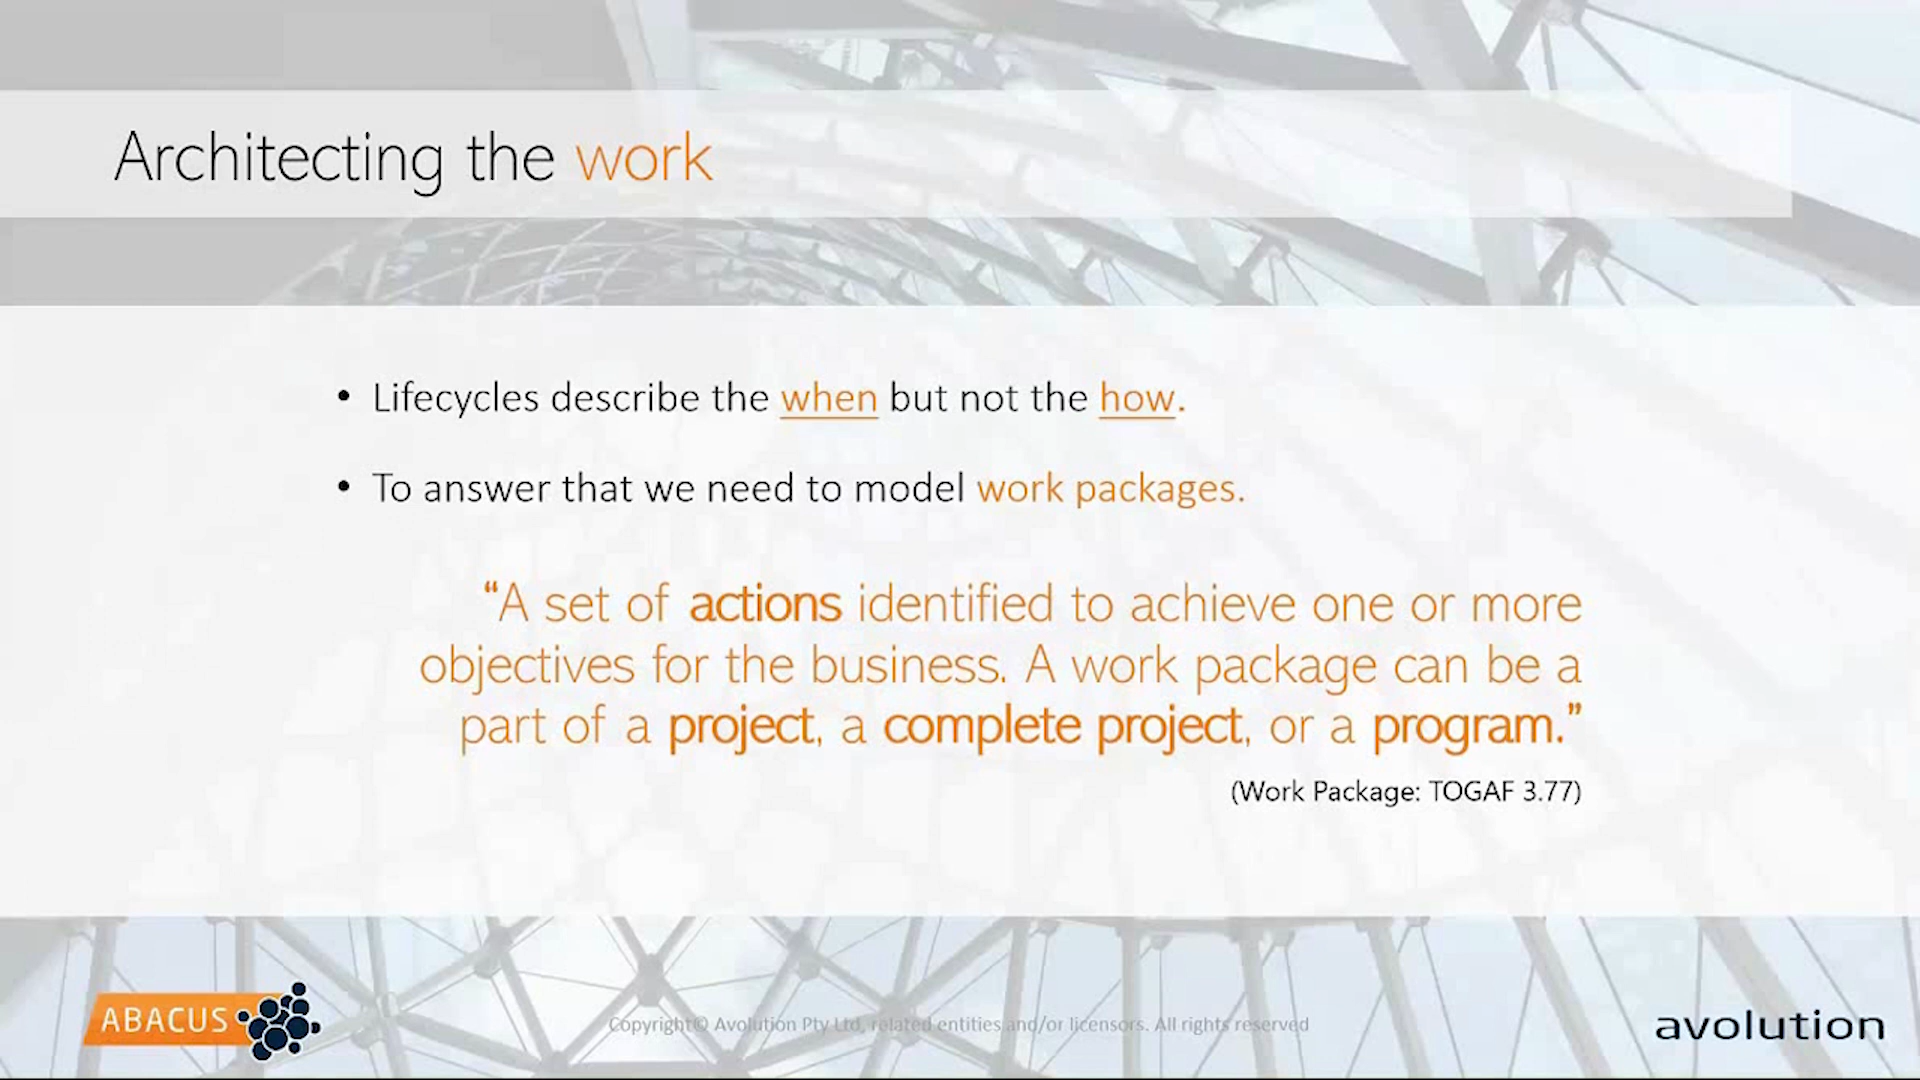 Architecting the work
• Lifecycles describe the when but not the how.
• To answer that we need to model work packages.
“A set of actions identified to achieve one or more
objectives for the business. A work package can be a
part of a project, a complete project, or a program.”
(Work Package: TOGAF 3.77)
ABACUS
Copyright© Avolution Pty Ltd, related entities and/or licensors. All rights reserved
avolution